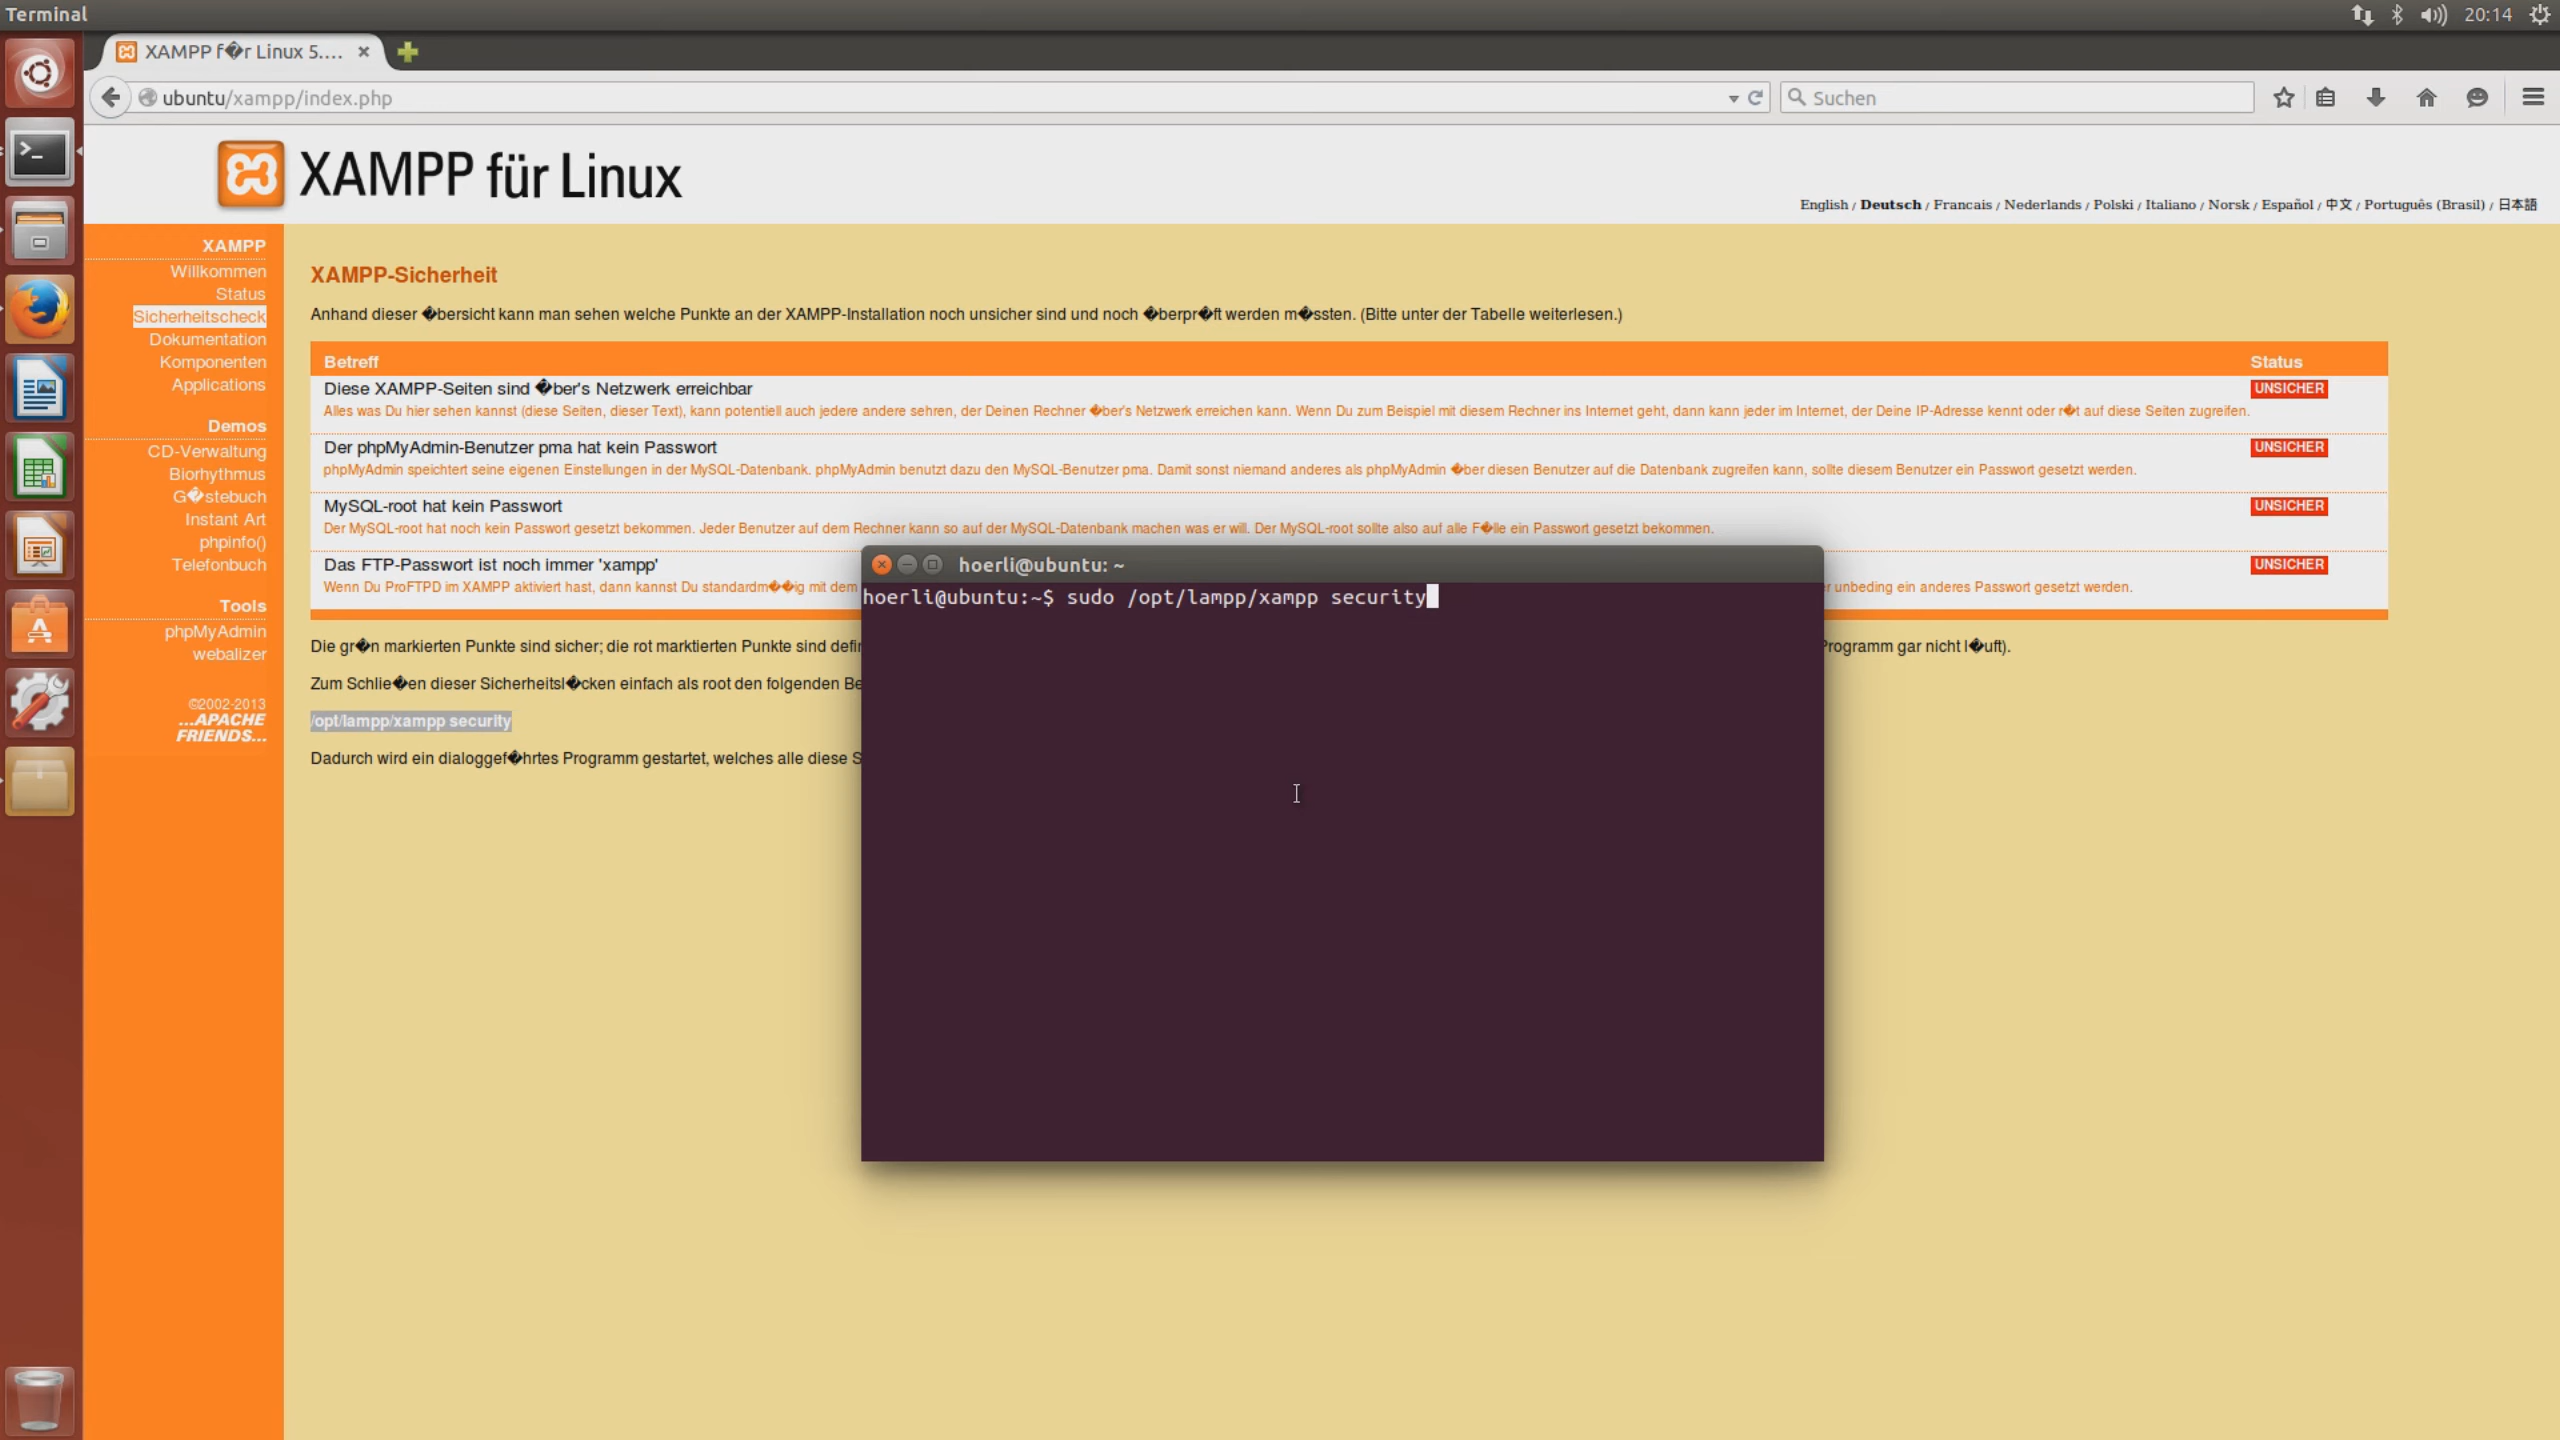 Terminal
20:14
XAMPP f�r Linux 5....
ubuntu/xampp/index.php
Suchen
XAMPP für Linux
English / Deutsch / Francais / Nederlands / Polski / Italiano / Norsk / Español / 中文 / Português (Brasil) / 日本語
XAMPP
Willkommen
Status
Sicherheitscheck
Dokumentation
Komponenten
Applications
Demos
CD-Verwaltung
Biorhythmus
G�stebuch
Instant Art
phpinfo()
Telefonbuch
Tools
phpMyAdmin
webalizer
©2002-2013
...APACHE
FRIENDS...
XAMPP-Sicherheit
Anhand dieser �bersicht kann man sehen welche Punkte an der XAMPP-Installation noch unsicher sind und noch �berpr�ft werden m�ssten. (Bitte unter der Tabelle weiterlesen.)
Betreff Status
Diese XAMPP-Seiten sind �ber's Netzwerk erreichbar UNSICHER
Alles was Du hier sehen kannst (diese Seiten, dieser Text), kann potentiell auch jedere andere sehren, der Deinen Rechner �ber's Netzwerk erreichen kann. Wenn Du zum Beispiel mit diesem Rechner ins Internet geht, dann kann jeder im Internet, der Deine IP-Adresse kennt oder r�t auf diese Seiten zugreifen.
Der phpMyAdmin-Benutzer pma hat kein Passwort UNSICHER
phpMyAdmin speichtert seine eigenen Einstellungen in der MySQL-Datenbank. phpMyAdmin benutzt dazu den MySQL-Benutzer pma. Damit sonst niemand anderes als phpMyAdmin �ber diesen Benutzer auf die Datenbank zugreifen kann, sollte diesem Benutzer ein Passwort gesetzt werden.
MySQL-root hat kein Passwort UNSICHER
Der MySQL-root hat noch kein Passwort gesetzt bekommen. Jeder Benutzer auf dem Rechner kann so auf der MySQL-Datenbank machen was er will. Der MySQL-root sollte also auf alle F�lle ein Passwort gesetzt bekommen.
Das FTP-Passwort ist noch immer 'xampp' UNSICHER
Wenn Du ProFTPD im XAMPP aktiviert hast, dann kannst Du standardm��ig mit dem r unbeding ein anderes Passwort gesetzt werden.
Die gr�n markierten Punkte sind sicher; die rot marktierten Punkte sind defin Programm gar nicht l�uft).
Zum Schlie�en dieser Sicherheitsl�cken einfach als root den folgenden Be
/opt/lampp/xampp security
Dadurch wird ein dialoggef�hrtes Programm gestartet, welches alle diese S
hoerli@ubuntu: ~
hoerli@ubuntu:~$ sudo /opt/lampp/xampp security